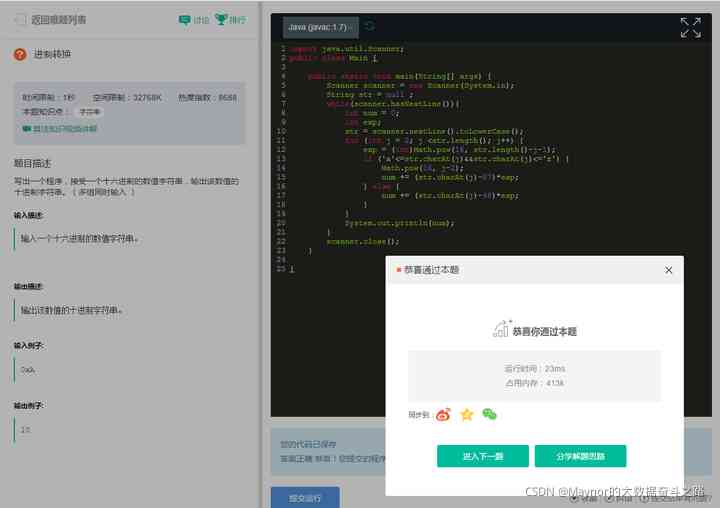 返回难题列表
讨论 排行
进制转换
时间限制：1秒 空间限制：32768K 热度指数：8688
本题知识点： 字符串
算法知识视频讲解
题目描述
写出一个程序，接受一个十六进制的数值字符串，输出该数值的
十进制字符串。（多组同时输入 ）
输入描述:
输入一个十六进制的数值字符串。
输出描述:
输出该数值的十进制字符串。
输入例子:
0xA
输出例子:
10
Java (javac 1.7)
1 import java.util.Scanner;
2 public class Main {
3
4 public static void main(String[] args) {
5 Scanner scanner = new Scanner(System.in);
6 String str = null ;
7 while(scanner.hasNextLine()){
8 int num = 0;
9 int exp;
10 str = scanner.nextLine().toLowerCase();
11 for (int j = 2; j <str.length(); j++) {
12 exp = (int)Math.pow(16, str.length()-j-1);
13 if ('a'<=str.charAt(j)&&str.charAt(j)<='z') {
14 Math.pow(16, j-2);
15 num += (str.charAt(j)-87)*exp;
16 } else {
17 num += (str.charAt(j)-48)*exp;
18 }
19 }
20 System.out.println(num);
21 }
22 scanner.close();
23 }
24
25 }
恭喜通过本题
恭喜你通过本题
运行时间：23ms
占用内存：413k
同步到：
进入下一题 分享解题思路
您的代码已保存
答案正确:恭喜！您提交的程序
提交运行
CSDN @Maynor的大数据奋斗之路